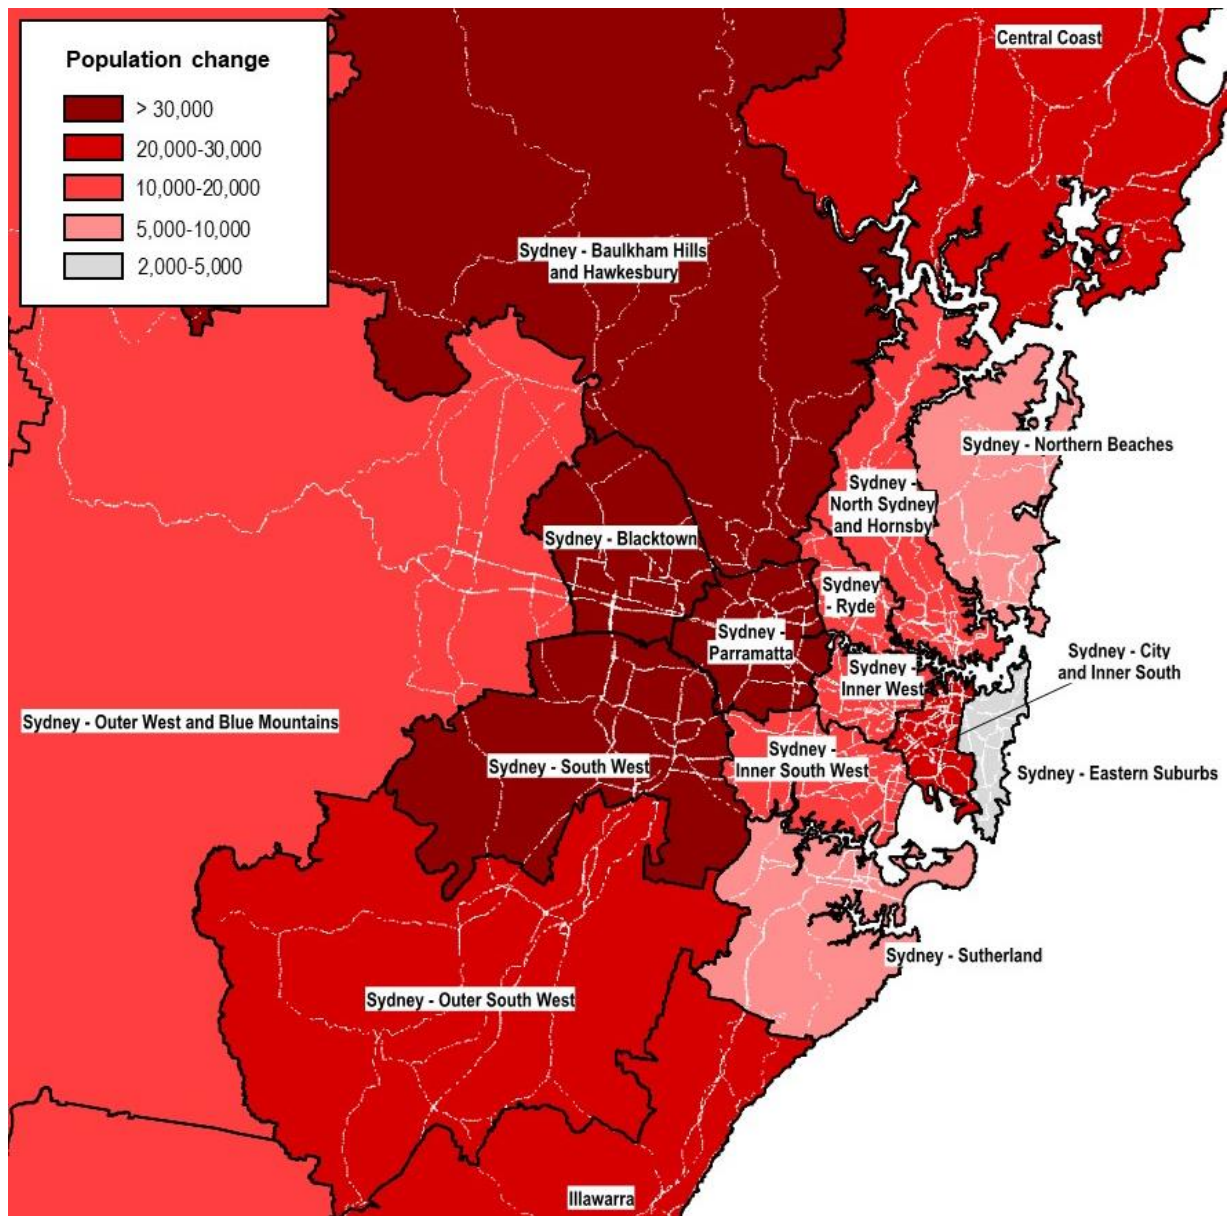 Population change
> 30,000
20,000-30,000
10,000-20,000
5,000-10,000
2,000-5,000
Central Coast
Sydney - Baulkham Hills
and Hawkesbury
Sydney - Northern Beaches
Sydney -
North Sydney
and Hornsby
Sydney - Blacktown
Sydney
- Ryde
Sydney -
Parramatta
Sydney - City
and Inner South
Sydney -
Inner West
Sydney - Outer West and Blue Mountains
Sydney - South West
Sydney -
Inner South West
Sydney - Eastern Suburbs
Sydney - Sutherland
Sydney - Outer South West
Illawarra